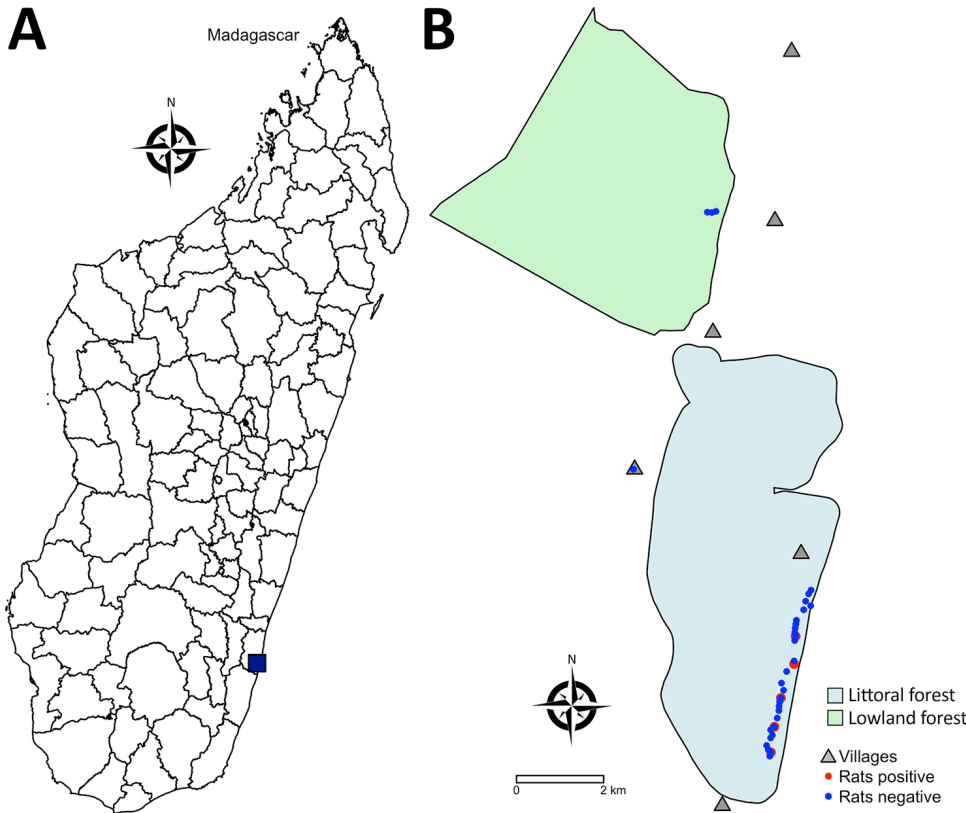 A
Madagascar
N
B
N
0
2 km
Littoral forest
Lowland forest
Villages
Rats positive
Rats negative